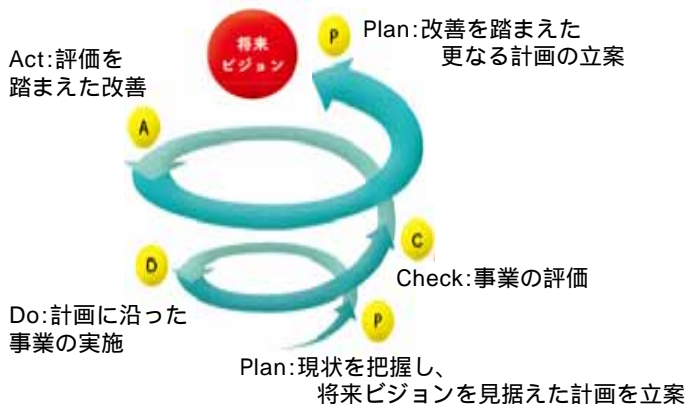 将来
ビジョン
P
Plan:改善を踏まえた
更なる計画の立案
Act:評価を
踏まえた改善
A
C
Check:事業の評価
D
Do:計画に沿った
事業の実施
P
Plan:現状を把握し、
将来ビジョンを見据えた計画を立案